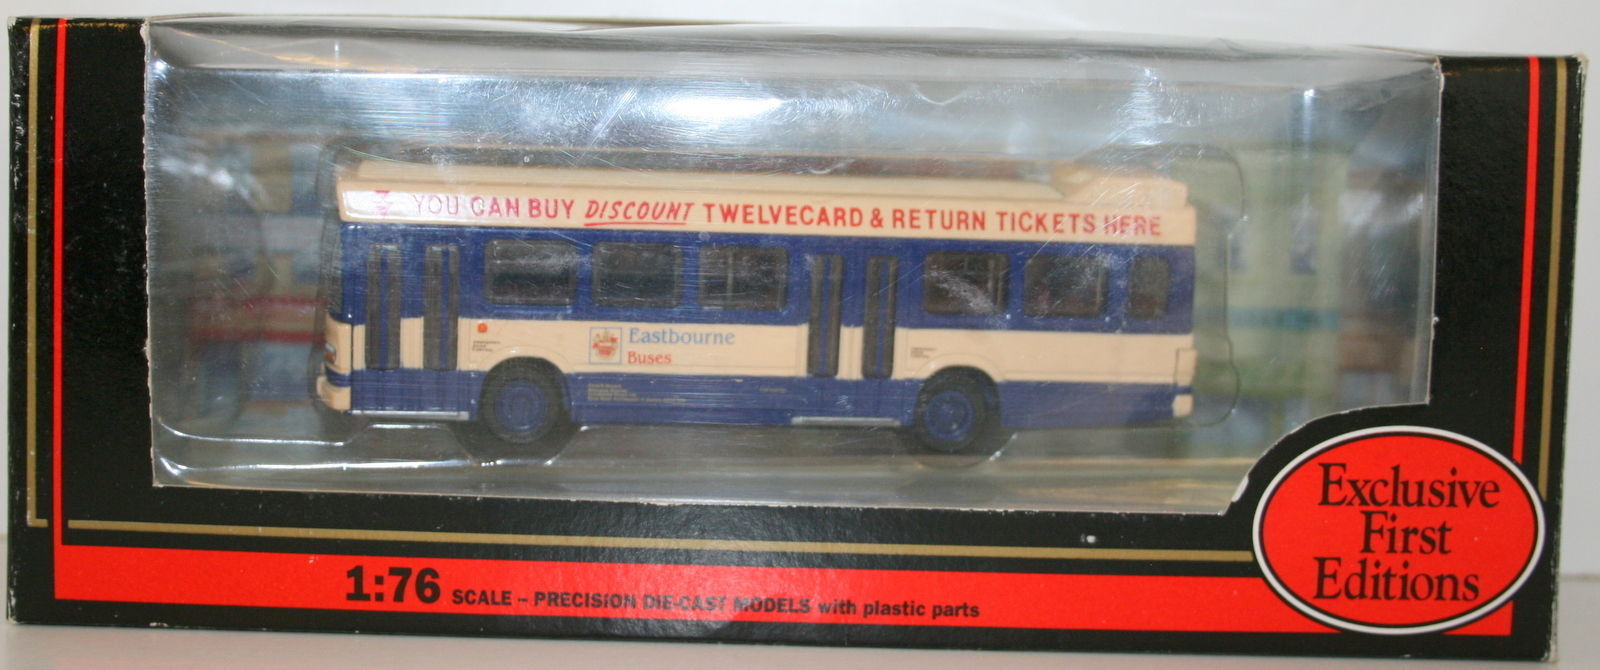 YOU CAN BUY DISCOUNT TWELVECARD & RETURN TICKETS HERE
Eastbourne
Buses
Exclusive
First
Editions
1:76 SCALE – PRECISION DIE-CAST MODELS with plastic parts